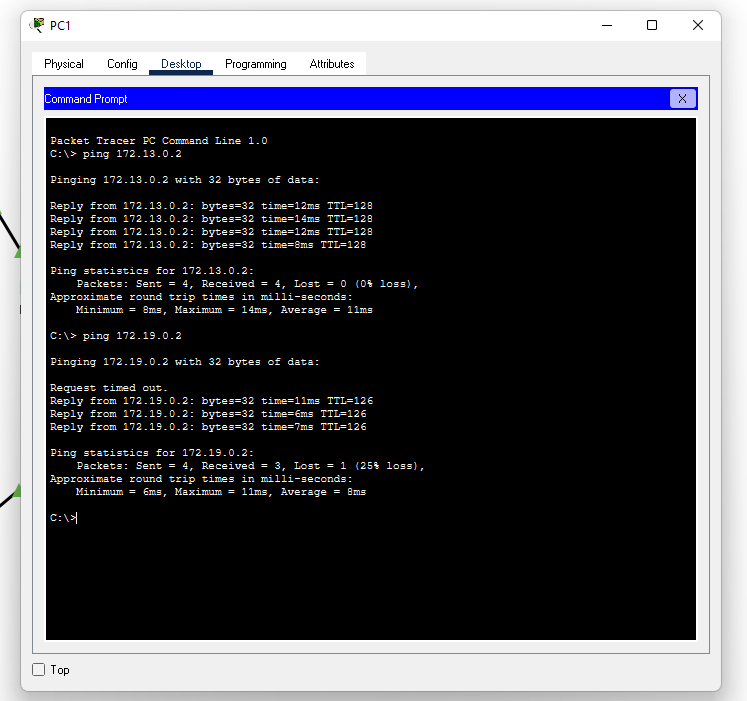 PC1
Physical Config Desktop Programming Attributes
Command Prompt X
Packet Tracer PC Command Line 1.0
C:\> ping 172.13.0.2
Pinging 172.13.0.2 with 32 bytes of data:
Reply from 172.13.0.2: bytes=32 time=12ms TTL=128
Reply from 172.13.0.2: bytes=32 time=14ms TTL=128
Reply from 172.13.0.2: bytes=32 time=12ms TTL=128
Reply from 172.13.0.2: bytes=32 time=8ms TTL=128
Ping statistics for 172.13.0.2:
Packets: Sent = 4, Received = 4, Lost = 0 (0% loss),
Approximate round trip times in milli-seconds:
Minimum = 8ms, Maximum = 14ms, Average = 11ms
C:\> ping 172.19.0.2
Pinging 172.19.0.2 with 32 bytes of data:
Request timed out.
Reply from 172.19.0.2: bytes=32 time=11ms TTL=126
Reply from 172.19.0.2: bytes=32 time=6ms TTL=126
Reply from 172.19.0.2: bytes=32 time=7ms TTL=126
Ping statistics for 172.19.0.2:
Packets: Sent = 4, Received = 3, Lost = 1 (25% loss),
Approximate round trip times in milli-seconds:
Minimum = 6ms, Maximum = 11ms, Average = 8ms
C:\>
Top